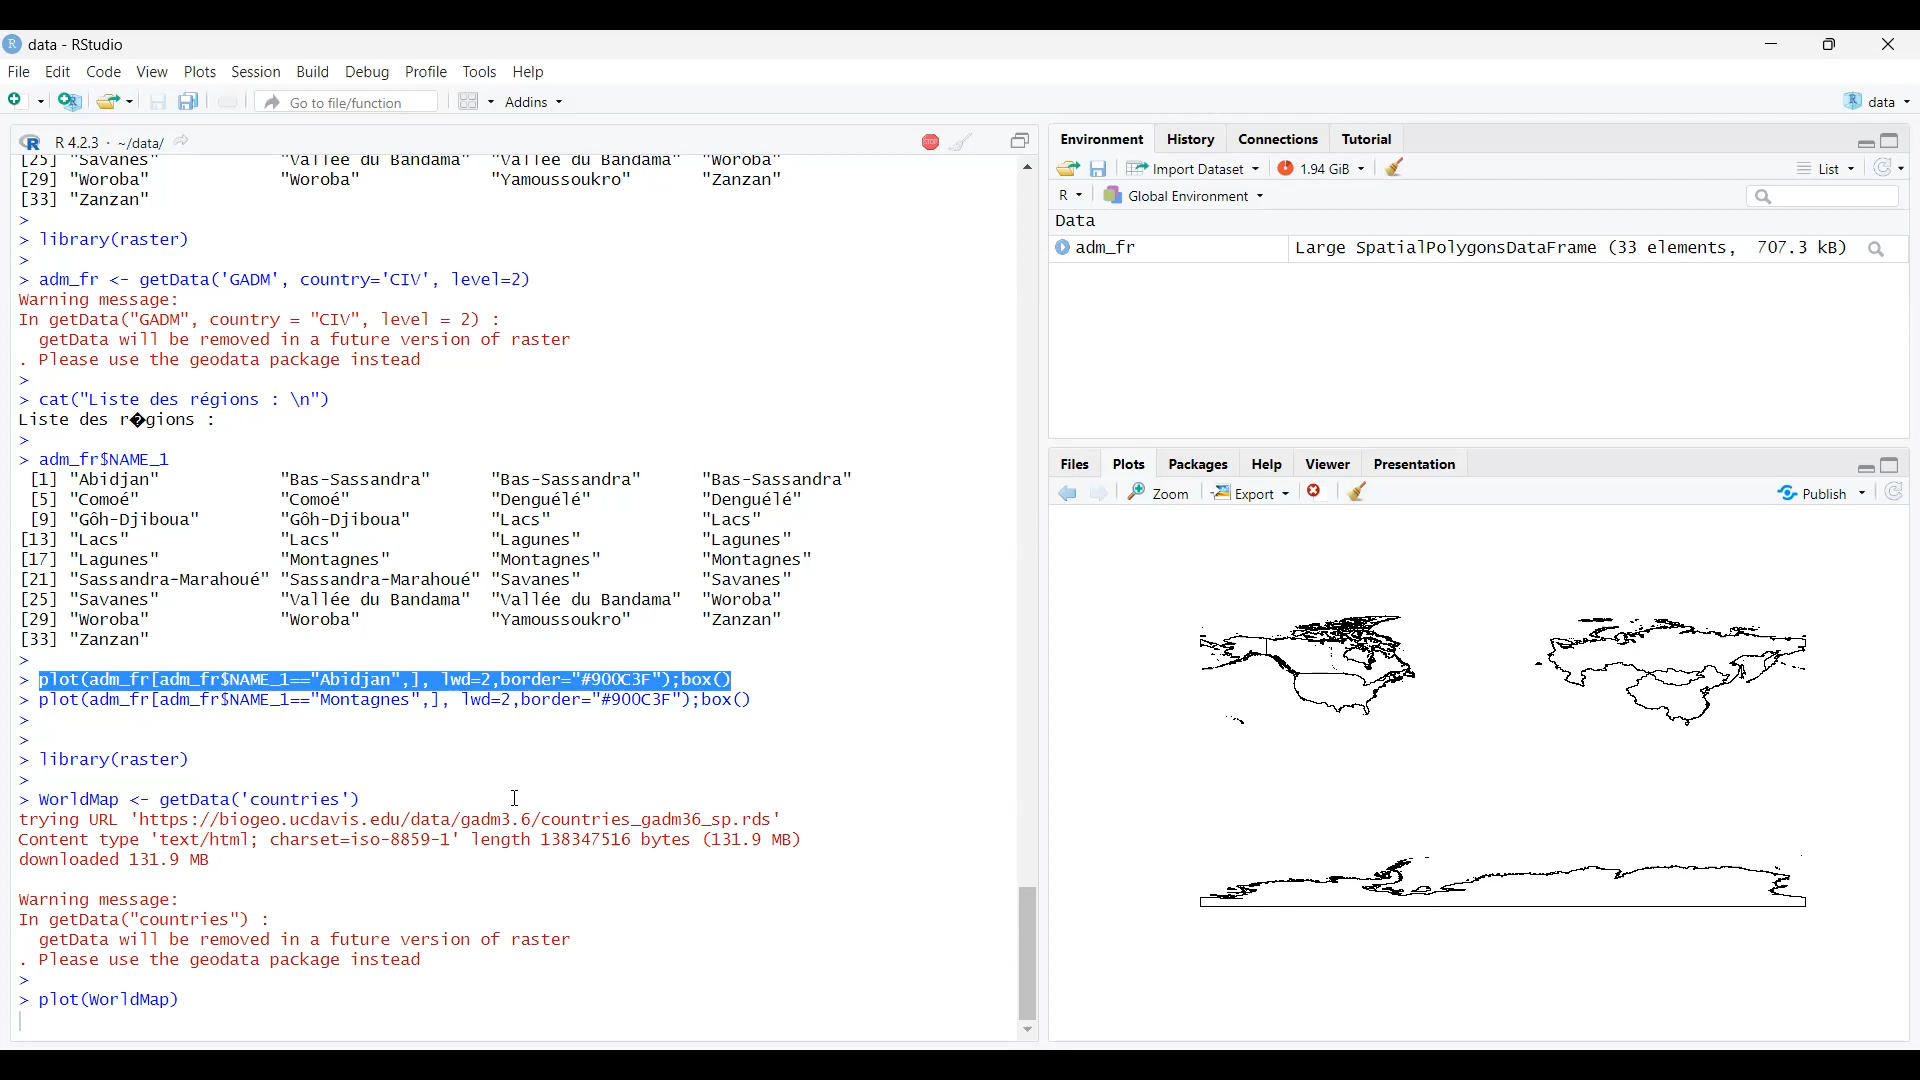 data - RStudio
File Edit Code View Plots Session Build Debug Profile Tools Help
Go to file/function Addins data
R 4.2.3 · ~/data/
[25] "Savanes" "Vallée du Bandama" "Vallée du Bandama" "Woroba"
[29] "Woroba" "Woroba" "Yamoussoukro" "Zanzan"
[33] "Zanzan"
>
> library(raster)
>
> adm_fr <- getData('GADM', country='CIV', level=2)
Warning message:
In getData("GADM", country = "CIV", level = 2) :
getData will be removed in a future version of raster
. Please use the geodata package instead
>
> cat("Liste des régions : \n")
Liste des r�gions :
>
> adm_fr$NAME_1
[1] "Abidjan" "Bas-Sassandra" "Bas-Sassandra" "Bas-Sassandra"
[5] "Comoé" "Comoé" "Denguélé" "Denguélé"
[9] "Gôh-Djiboua" "Gôh-Djiboua" "Lacs" "Lacs"
[13] "Lacs" "Lacs" "Lagunes" "Lagunes"
[17] "Lagunes" "Montagnes" "Montagnes" "Montagnes"
[21] "Sassandra-Marahoué" "Sassandra-Marahoué" "Savanes" "Savanes"
[25] "Savanes" "Vallée du Bandama" "Vallée du Bandama" "Woroba"
[29] "Woroba" "Woroba" "Yamoussoukro" "Zanzan"
[33] "Zanzan"
>
> plot(adm_fr[adm_fr$NAME_1=="Abidjan",], lwd=2,border="#900C3F");box()
> plot(adm_fr[adm_fr$NAME_1=="Montagnes",], lwd=2,border="#900C3F");box()
>
>
> library(raster)
>
> WorldMap <- getData('countries')
trying URL 'https://biogeo.ucdavis.edu/data/gadm3.6/countries_gadm36_sp.rds'
Content type 'text/html; charset=iso-8859-1' length 138347516 bytes (131.9 MB)
downloaded 131.9 MB
Warning message:
In getData("countries") :
getData will be removed in a future version of raster
. Please use the geodata package instead
>
> plot(WorldMap)
Environment History Connections Tutorial
Import Dataset 1.94 GiB List
R Global Environment
Data
adm_fr Large SpatialPolygonsDataFrame (33 elements, 707.3 kB)
Files Plots Packages Help Viewer Presentation
Zoom Export Publish